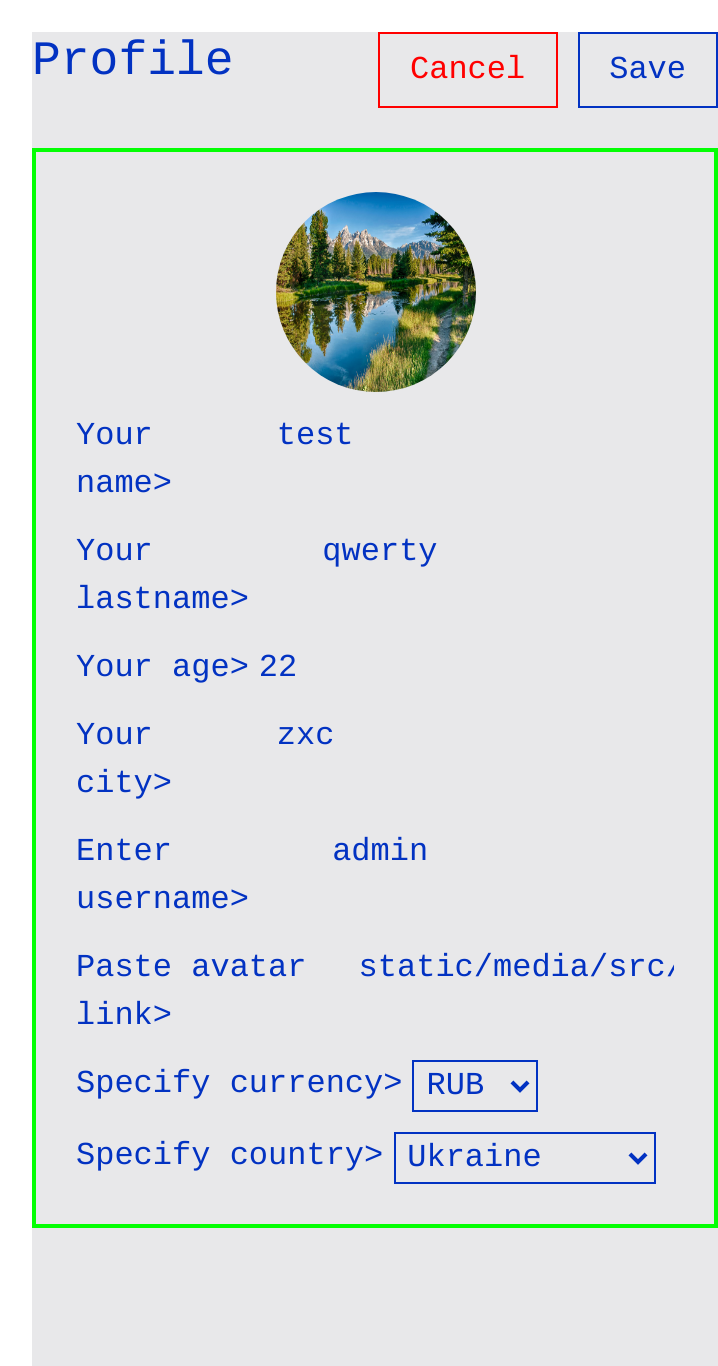 Profile Cancel Save
Your test
name>
Your qwerty
lastname>
Your age> 22
Your zxc
city>
Enter admin
username>
Paste avatar static/media/src/
link>
Specify currency> RUB
Specify country> Ukraine